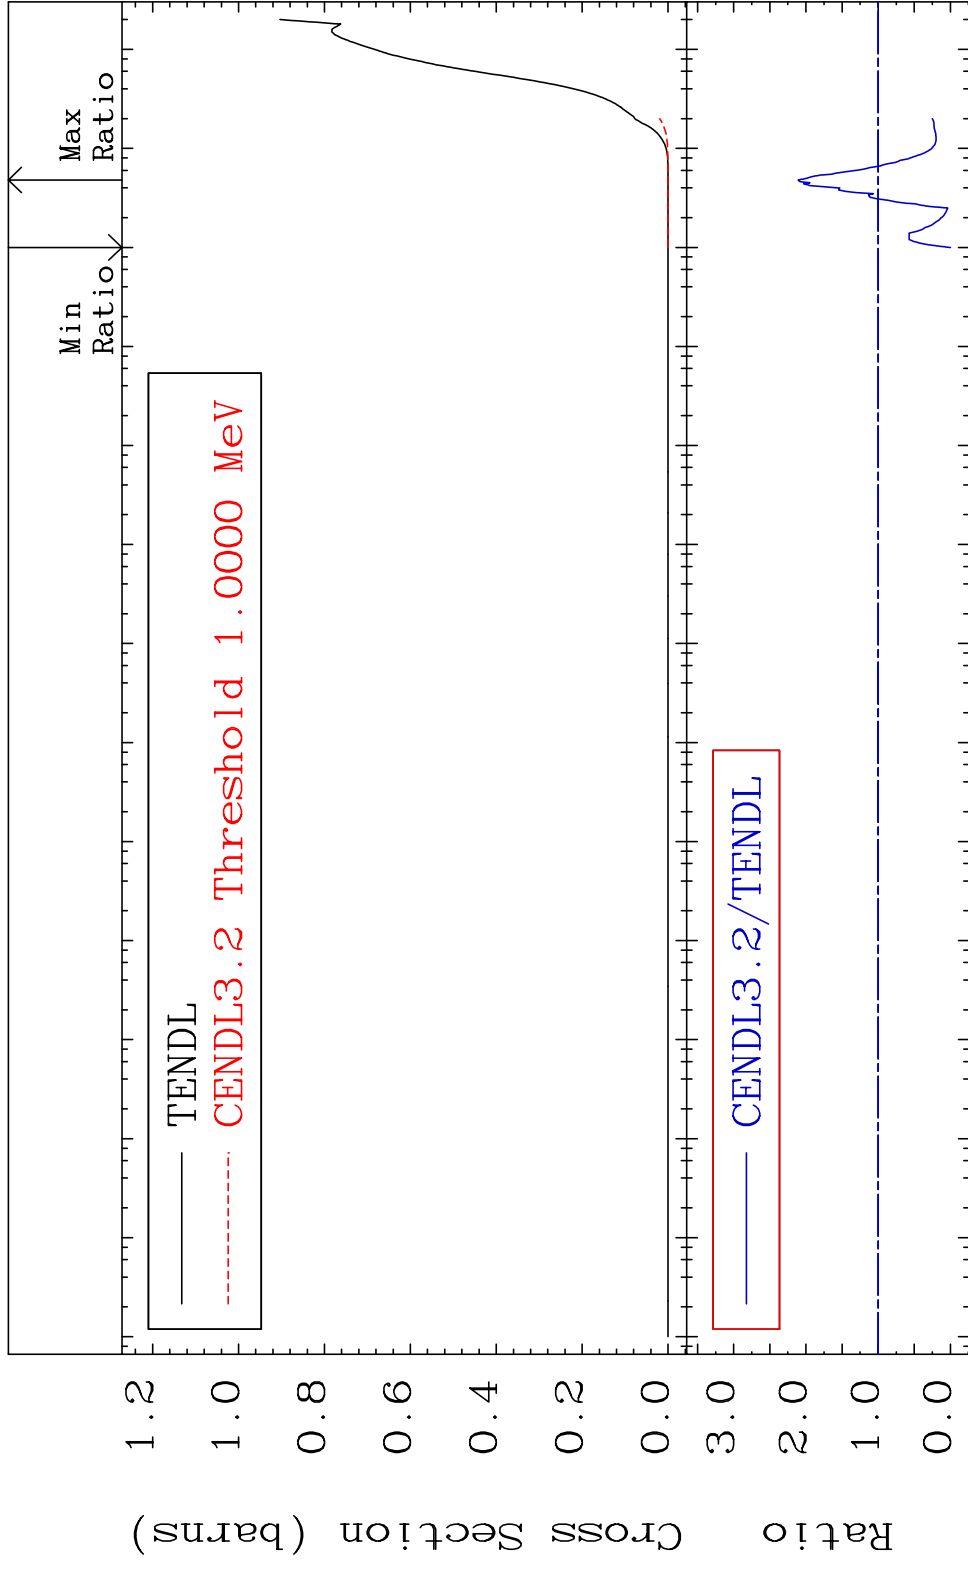 Min
Ratio
Max
Ratio
TENDL
CENDL3.2 Threshold 1.0000 MeV
1.2
1.0
0.8
0.6
0.4
0.2
0.0
Cross Section (barns)
CENDL3.2/TENDL
3.0
2.0
1.0
0.0
Ratio